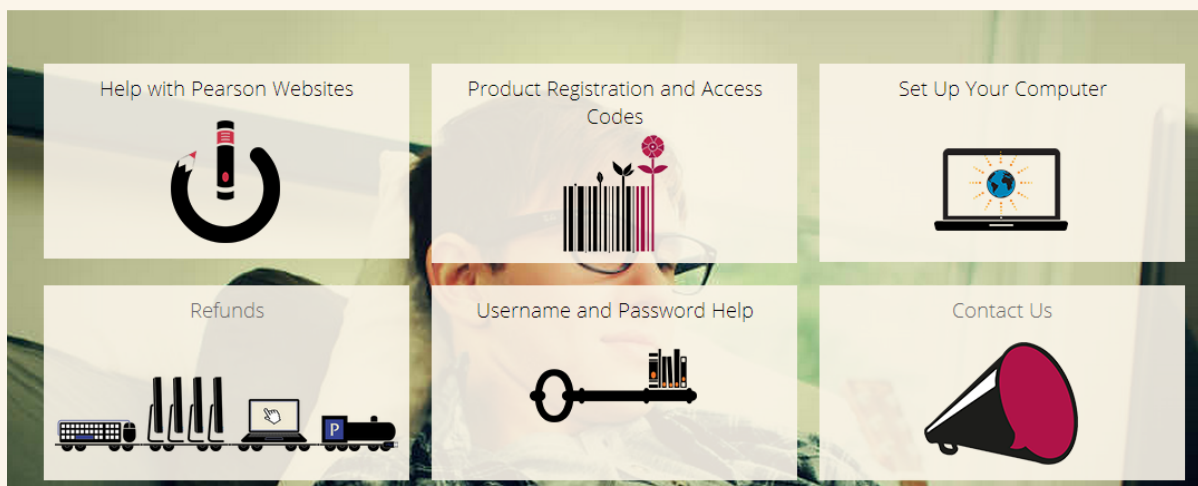 Help with Pearson Websites
Product Registration and Access
Codes
Set Up Your Computer
Refunds
P
Username and Password Help
Contact Us